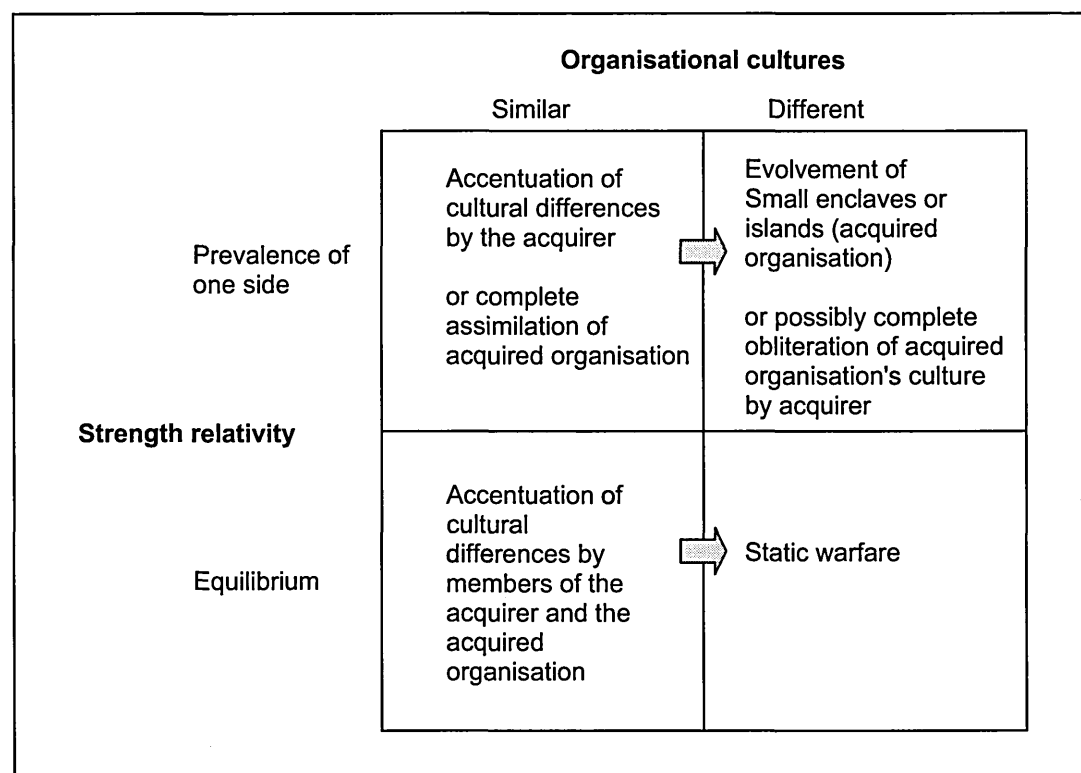 Organisational cultures
Similar
Different
Prevalence of
one side
Accentuation of
cultural differences
by the acquirer
or complete
assimilation of
acquired organisation
Evolvement of
Small enclaves or
islands (acquired
organisation)
or possibly complete
obliteration of acquired
organisation's culture
by acquirer
Strength relativity
Equilibrium
Accentuation of
cultural
differences by
members of the
acquirer and the
acquired
organisation
Static warfare